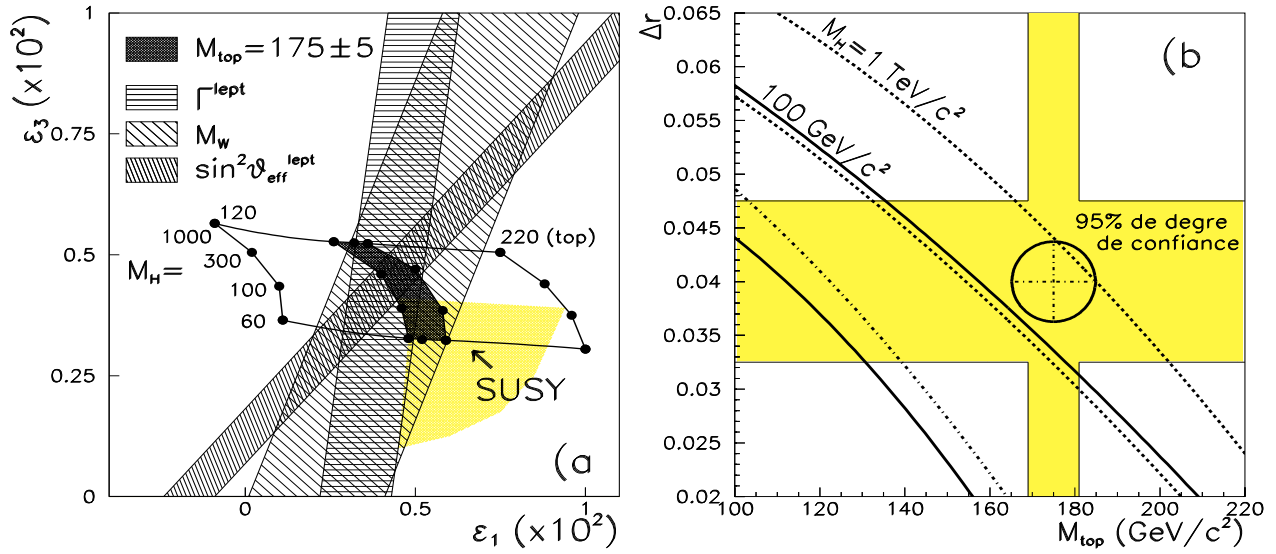 ε₃ (x10²)
1
0.75
0.5
0.25
0
M_top=175±5
Γ^lept
M_W
sin²ϑ_eff^lept
120
1000
300
M_H=
100
60
220 (top)
SUSY
(a
0
0.5
1
ε₁ (x10²)
Δr
0.065
0.06
0.055
0.05
0.045
0.04
0.035
0.03
0.025
0.02
M_H=1 TeV/c²
100 GeV/c²
(b
95% de degre
de confiance
100
120
140
160
180
200
220
M_top (GeV/c²)